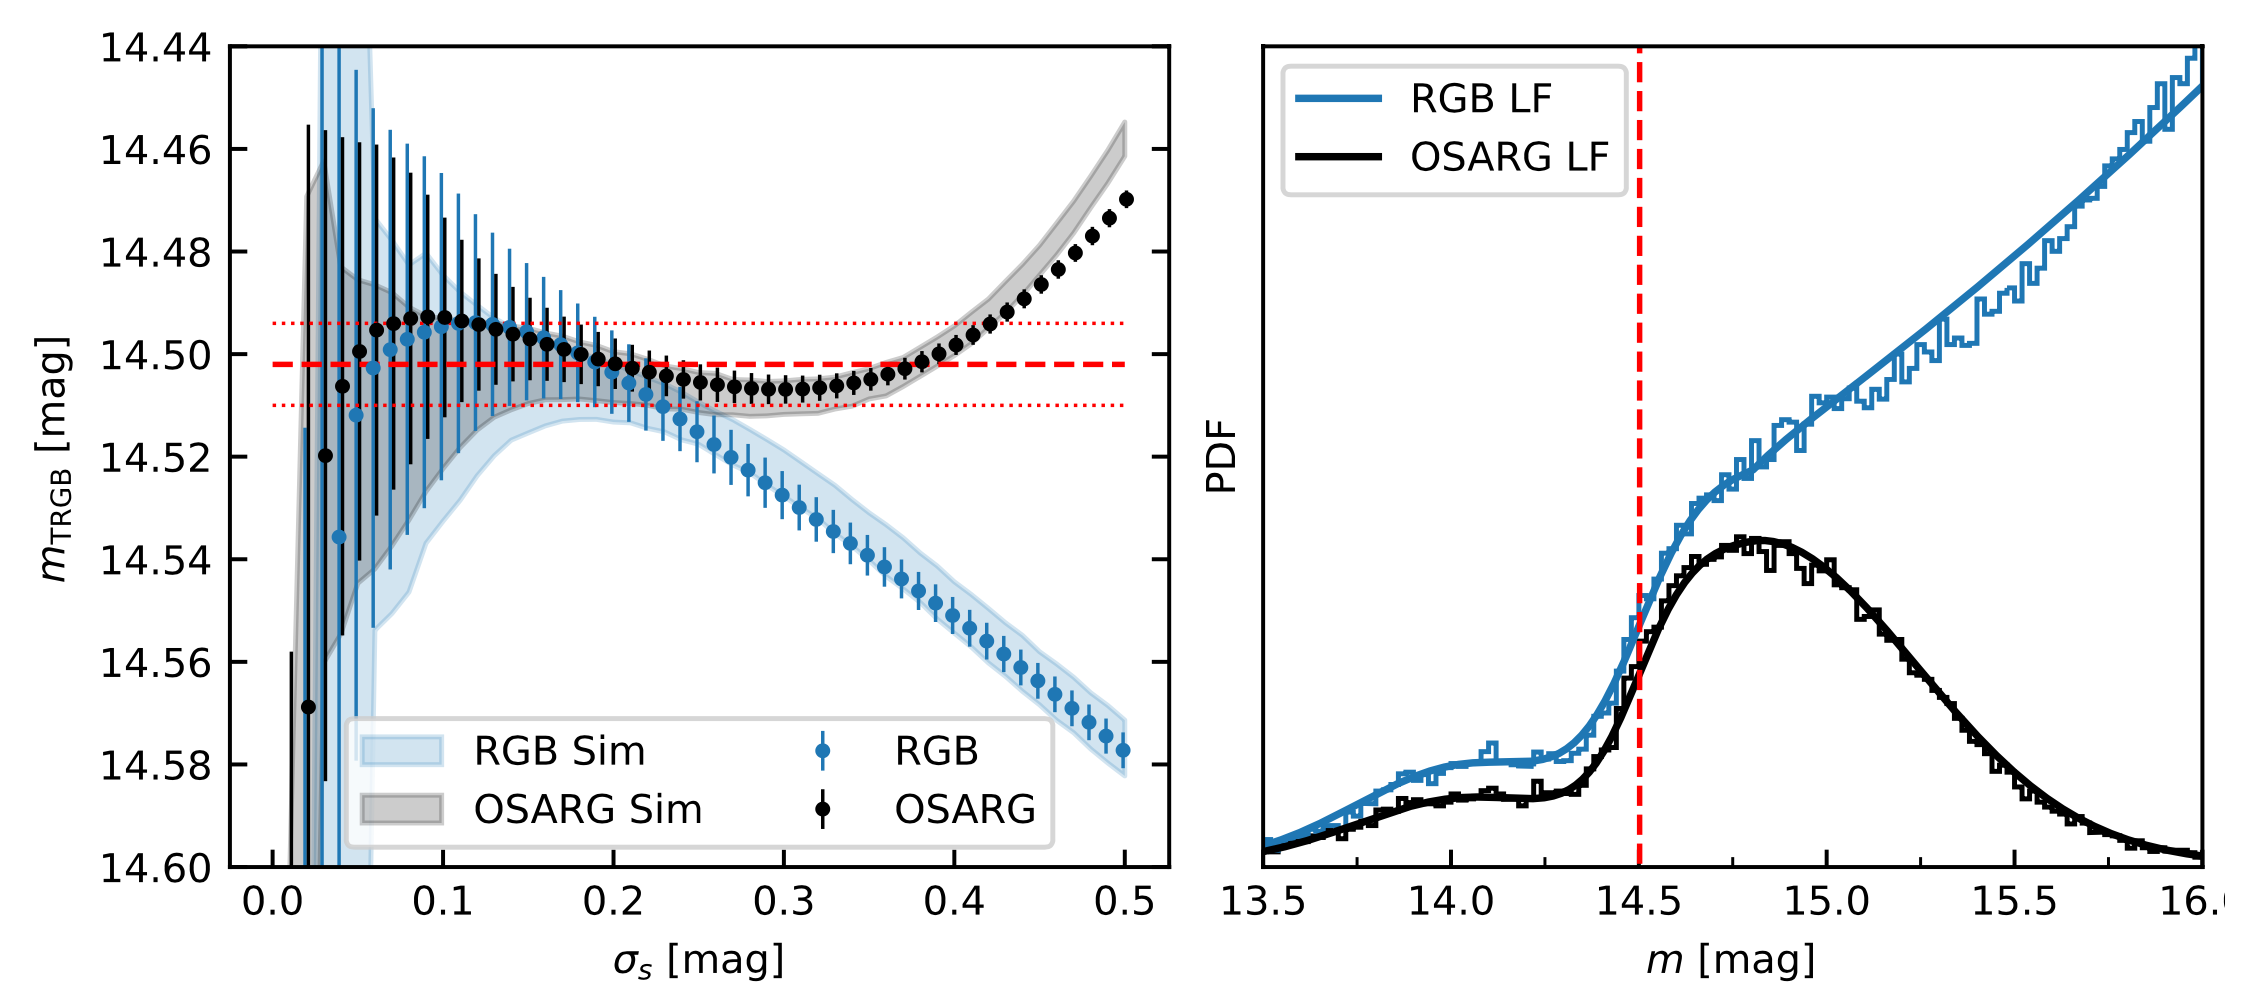 14.44
14.46
14.48
14.50
14.52
14.54
14.56
14.58
14.60
m_TRGB [mag]
RGB Sim
OSARG Sim
RGB
OSARG
0.0 0.1 0.2 0.3 0.4 0.5
σ_s [mag]
RGB LF
OSARG LF
PDF
13.5 14.0 14.5 15.0 15.5 16.
m [mag]